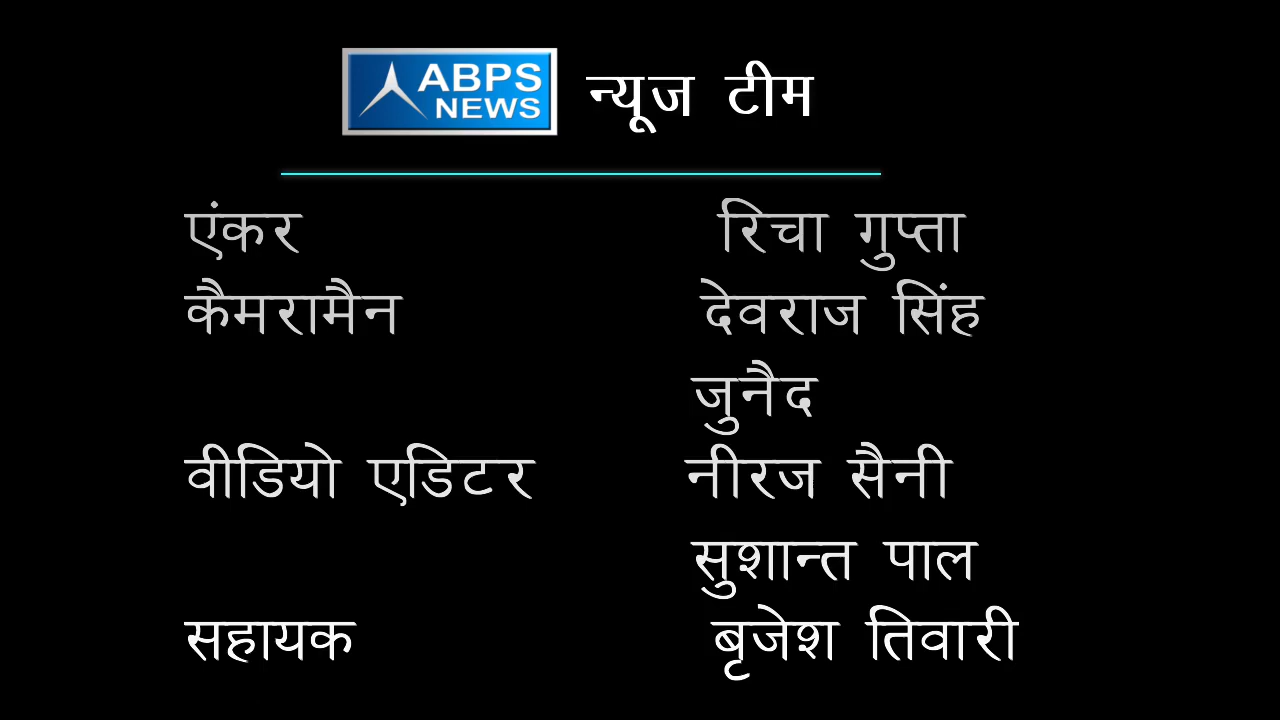 ABPS NEWS न्यूज टीम
एंकर रिचा गुप्ता
कैमरामैन देवराज सिंह
जुनैद
वीडियो एडिटर नीरज सैनी
सुशान्त पाल
सहायक बृजेश तिवारी